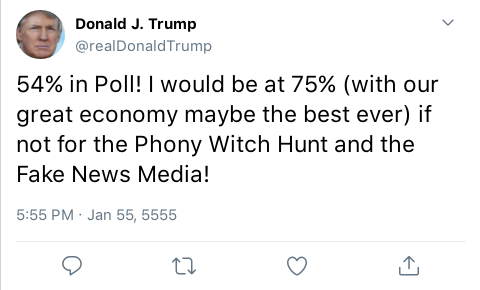 Donald J. Trump
@realDonaldTrump
54% in Poll! I would be at 75% (with our
great economy maybe the best ever) if
not for the Phony Witch Hunt and the
Fake News Media!
5:55 PM · Jan 55, 5555